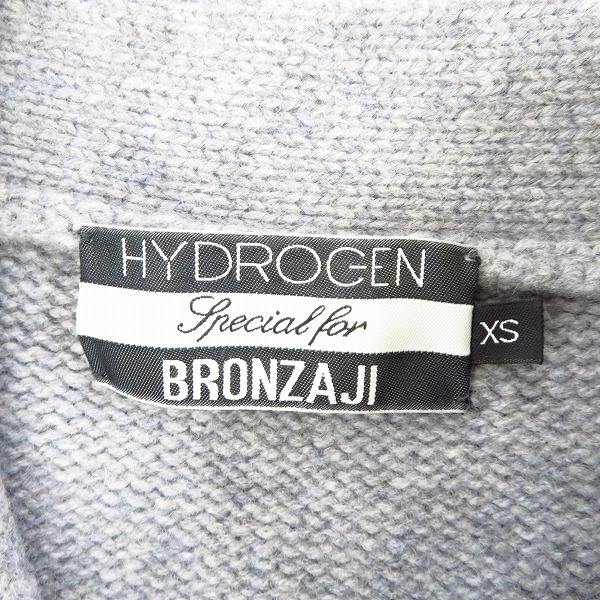 HYDROGEN
Special for
BRONZAJI
XS